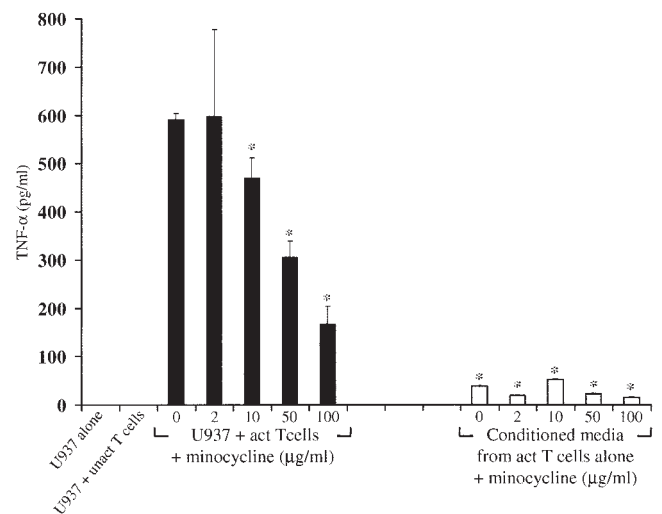 800
700
600
500
400
300
200
100
0
TNF-α (pg/ml)
*
*
*
*
*
*
*
*
U937 alone
U937 + unact T cells
0 2 10 50 100
U937 + act Tcells
+ minocycline (μg/ml)
0 2 10 50 100
Conditioned media
from act T cells alone
+ minocycline (μg/ml)